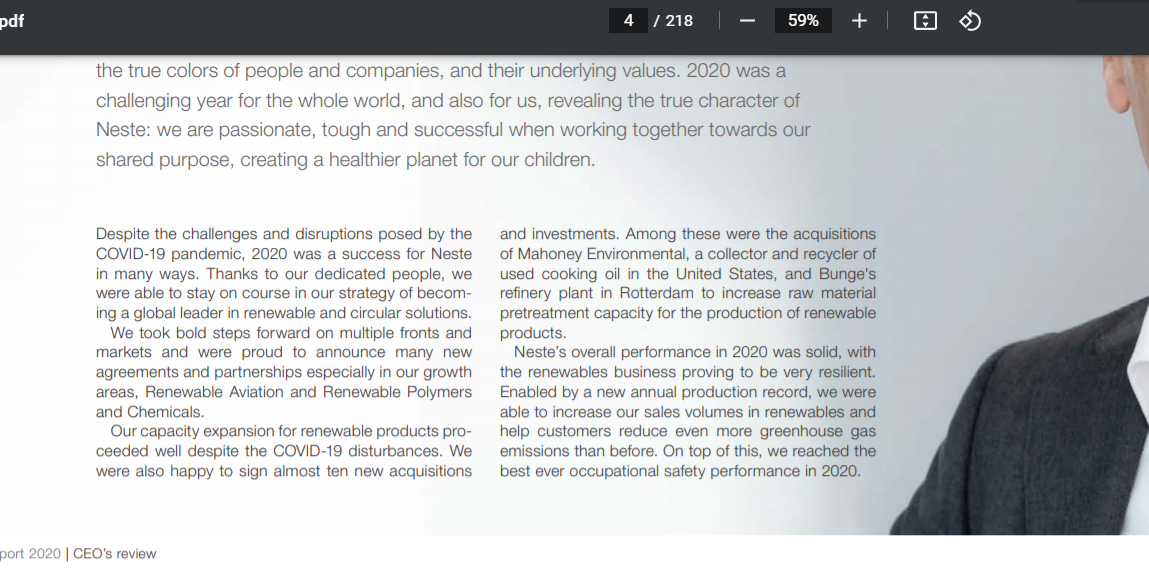 pdf
4 / 218
59%
the true colors of people and companies, and their underlying values. 2020 was a
challenging year for the whole world, and also for us, revealing the true character of
Neste: we are passionate, tough and successful when working together towards our
shared purpose, creating a healthier planet for our children.
Despite the challenges and disruptions posed by the
COVID-19 pandemic, 2020 was a success for Neste
in many ways. Thanks to our dedicated people, we
were able to stay on course in our strategy of becom-
ing a global leader in renewable and circular solutions.
We took bold steps forward on multiple fronts and
markets and were proud to announce many new
agreements and partnerships especially in our growth
areas, Renewable Aviation and Renewable Polymers
and Chemicals.
Our capacity expansion for renewable products pro-
ceeded well despite the COVID-19 disturbances. We
were also happy to sign almost ten new acquisitions
and investments. Among these were the acquisitions
of Mahoney Environmental, a collector and recycler of
used cooking oil in the United States, and Bunge's
refinery plant in Rotterdam to increase raw material
pretreatment capacity for the production of renewable
products.
Neste’s overall performance in 2020 was solid, with
the renewables business proving to be very resilient.
Enabled by a new annual production record, we were
able to increase our sales volumes in renewables and
help customers reduce even more greenhouse gas
emissions than before. On top of this, we reached the
best ever occupational safety performance in 2020.
port 2020 | CEO’s review